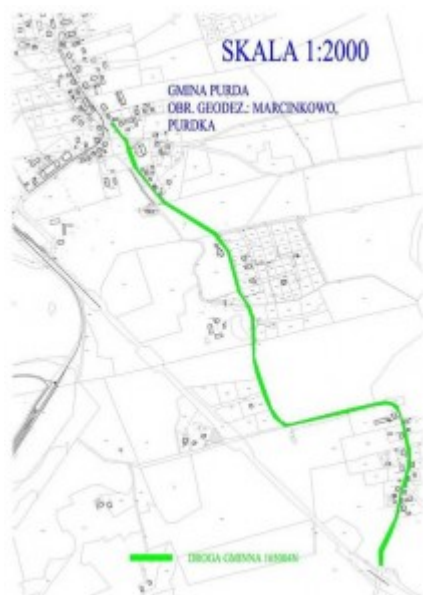 SKALA 1:2000
GMINA PURDA
OBR. GEODEZ.: MARCINKOWO,
PURDKA
DROGA GMINNA